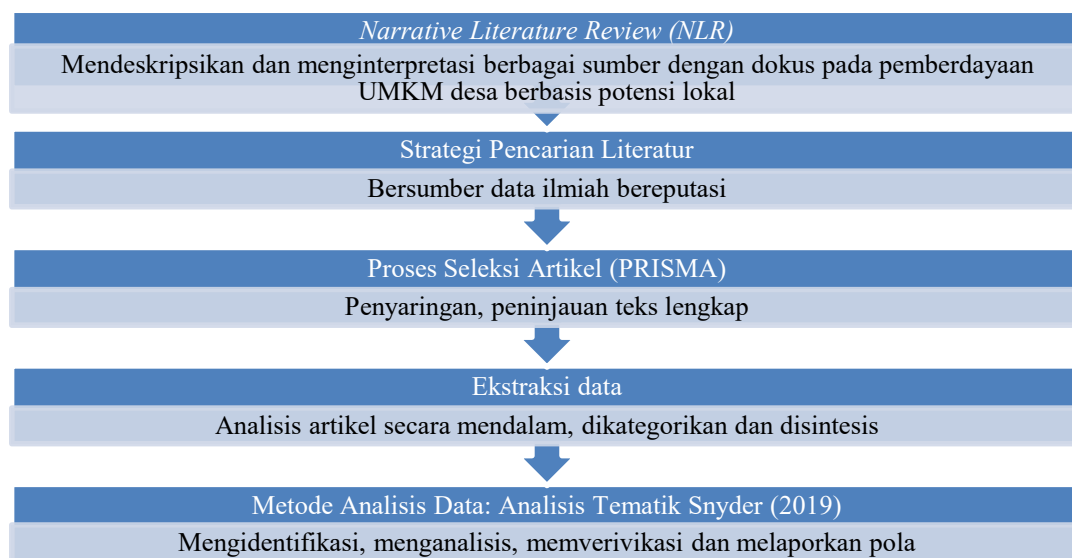 Narrative Literature Review (NLR)
Mendeskripsikan dan menginterpretasi berbagai sumber dengan dokus pada pemberdayaan
UMKM desa berbasis potensi lokal
Strategi Pencarian Literatur
Bersumber data ilmiah bereputasi
Proses Seleksi Artikel (PRISMA)
Penyaringan, peninjauan teks lengkap
Ekstraksi data
Analisis artikel secara mendalam, dikategorikan dan disintesis
Metode Analisis Data: Analisis Tematik Snyder (2019)
Mengidentifikasi, menganalisis, memverivikasi dan melaporkan pola